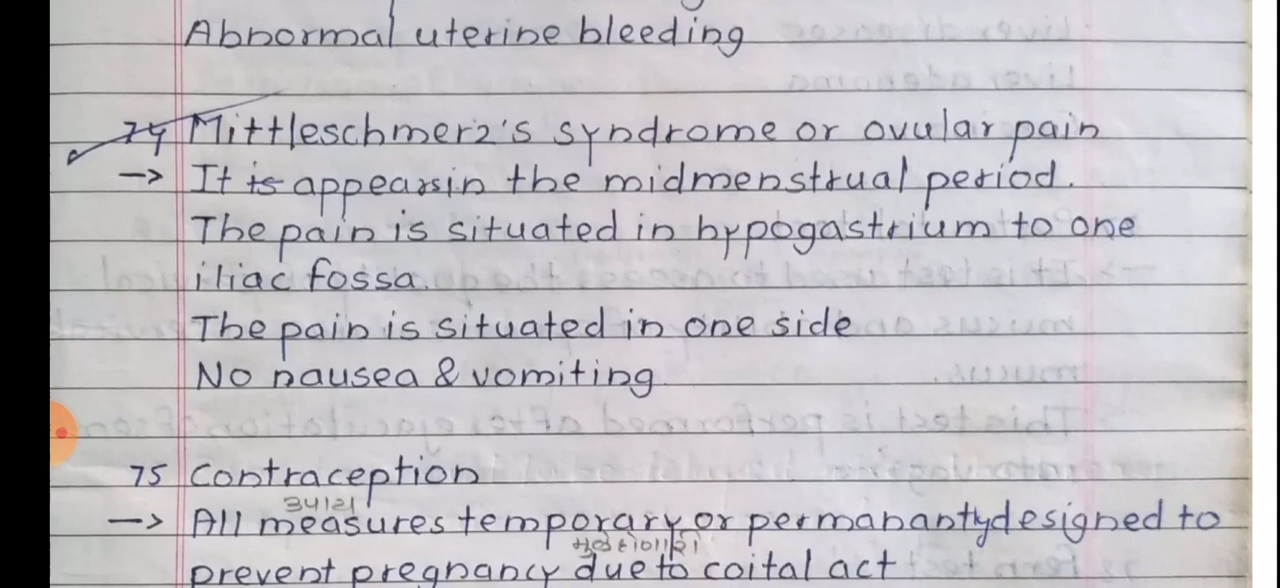 Abnormal uterine bleeding
74 Mittleschmerz's syndrome or ovular pain
→ It is appears in the midmenstrual period.
The pain is situated in hypogastrium to one
iliac fossa.
The pain is situated in one side
No nausea & vomiting
75 Contraception
→ All measures temporary or permanantly designed to
prevent pregnancy due to coital act